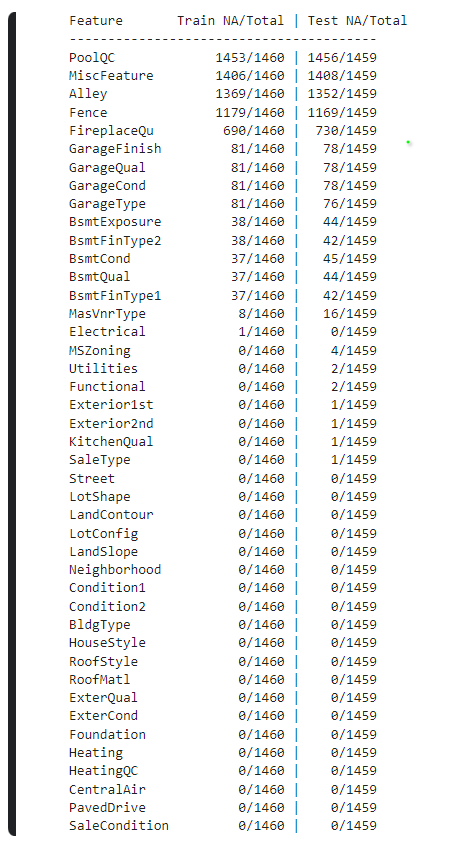 Feature Train NA/Total | Test NA/Total
----------------------------------------
PoolQC 1453/1460 | 1456/1459
MiscFeature 1406/1460 | 1408/1459
Alley 1369/1460 | 1352/1459
Fence 1179/1460 | 1169/1459
FireplaceQu 690/1460 | 730/1459
GarageFinish 81/1460 | 78/1459
GarageQual 81/1460 | 78/1459
GarageCond 81/1460 | 78/1459
GarageType 81/1460 | 76/1459
BsmtExposure 38/1460 | 44/1459
BsmtFinType2 38/1460 | 42/1459
BsmtCond 37/1460 | 45/1459
BsmtQual 37/1460 | 44/1459
BsmtFinType1 37/1460 | 42/1459
MasVnrType 8/1460 | 16/1459
Electrical 1/1460 | 0/1459
MSZoning 0/1460 | 4/1459
Utilities 0/1460 | 2/1459
Functional 0/1460 | 2/1459
Exterior1st 0/1460 | 1/1459
Exterior2nd 0/1460 | 1/1459
KitchenQual 0/1460 | 1/1459
SaleType 0/1460 | 1/1459
Street 0/1460 | 0/1459
LotShape 0/1460 | 0/1459
LandContour 0/1460 | 0/1459
LotConfig 0/1460 | 0/1459
LandSlope 0/1460 | 0/1459
Neighborhood 0/1460 | 0/1459
Condition1 0/1460 | 0/1459
Condition2 0/1460 | 0/1459
BldgType 0/1460 | 0/1459
HouseStyle 0/1460 | 0/1459
RoofStyle 0/1460 | 0/1459
RoofMatl 0/1460 | 0/1459
ExterQual 0/1460 | 0/1459
ExterCond 0/1460 | 0/1459
Foundation 0/1460 | 0/1459
Heating 0/1460 | 0/1459
HeatingQC 0/1460 | 0/1459
CentralAir 0/1460 | 0/1459
PavedDrive 0/1460 | 0/1459
SaleCondition 0/1460 | 0/1459